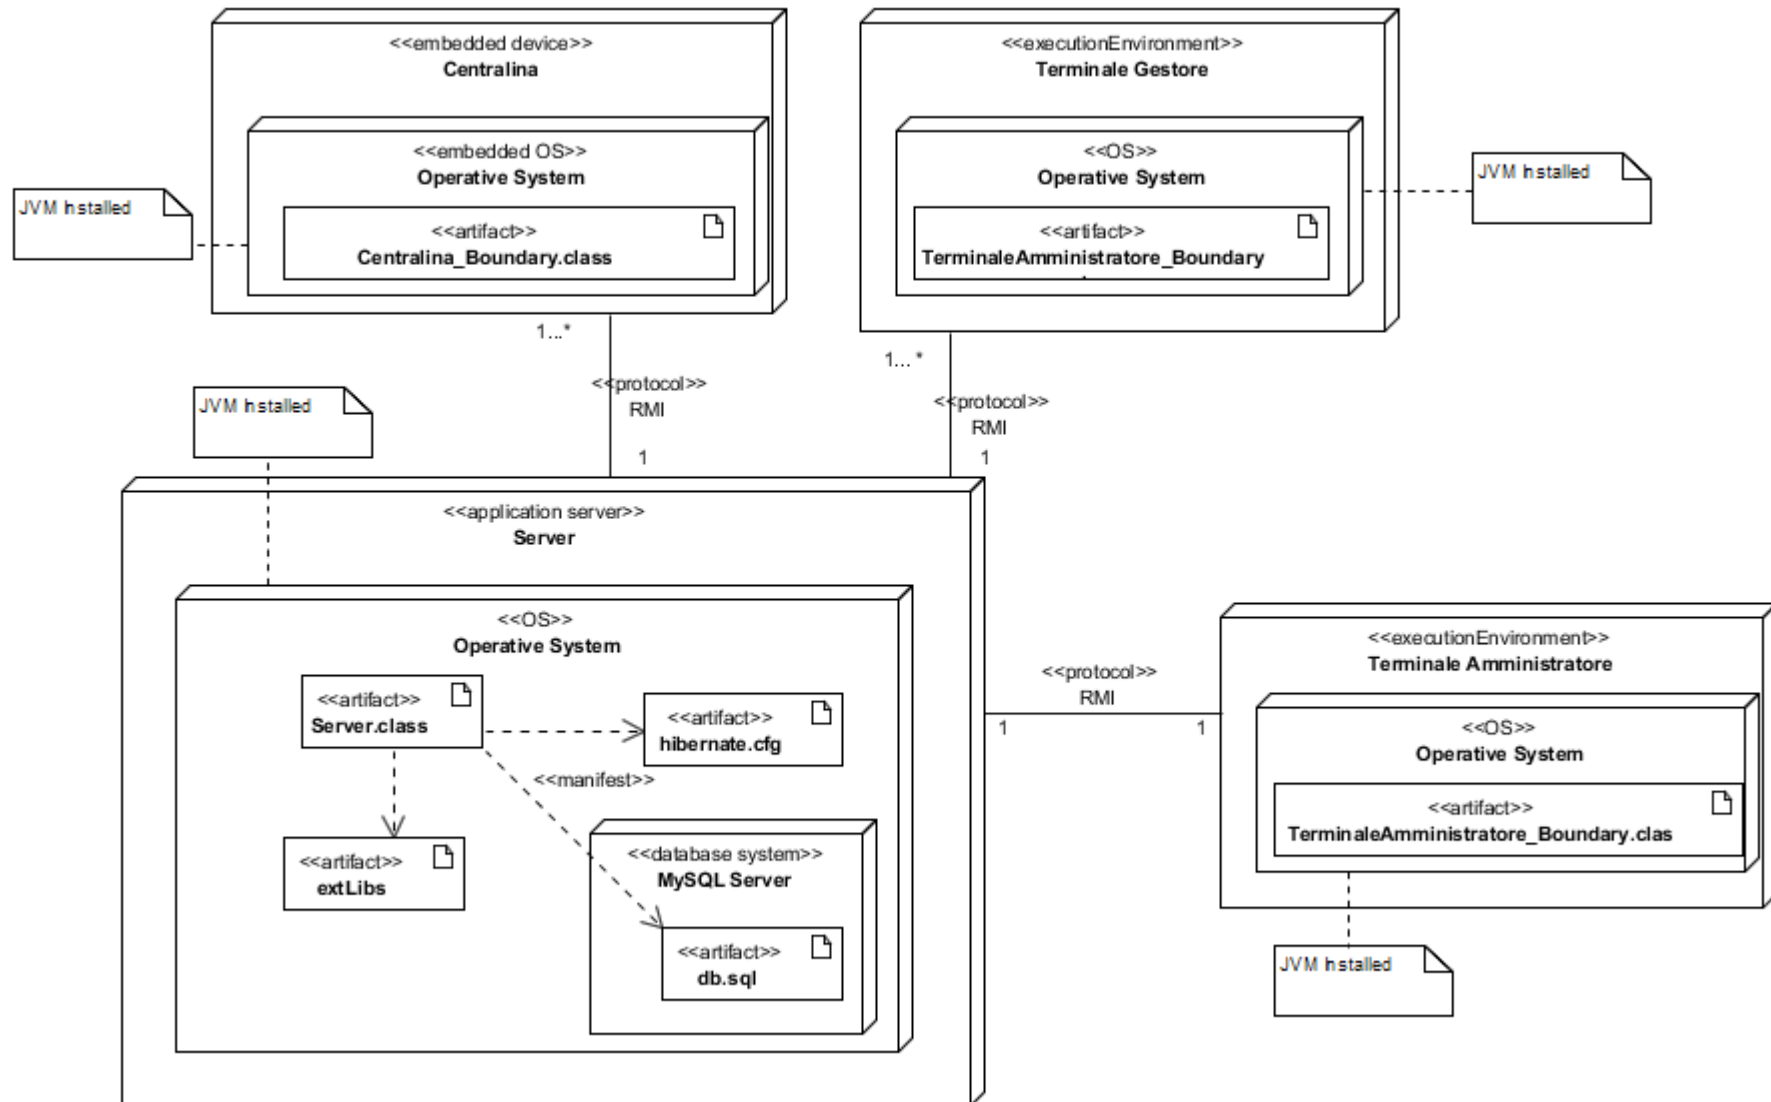 <<embedded device>>
Centralina
<<embedded OS>>
Operative System
<<artifact>>
Centralina_Boundary.class
JVM Installed
<<executionEnvironment>>
Terminale Gestore
<<OS>>
Operative System
<<artifact>>
TerminaleAmministratore_Boundary
JVM Installed
1...*
<<protocol>>
RMI
1
1... *
<<protocol>>
RMI
1
JVM Installed
<<application server>>
Server
<<OS>>
Operative System
<<artifact>>
Server.class
<<artifact>>
hibernate.cfg
<<manifest>>
<<artifact>>
extLibs
<<database system>>
MySQL Server
<<artifact>>
db.sql
<<protocol>>
RMI
1
1
<<executionEnvironment>>
Terminale Amministratore
<<OS>>
Operative System
<<artifact>>
TerminaleAmministratore_Boundary.clas
JVM Installed